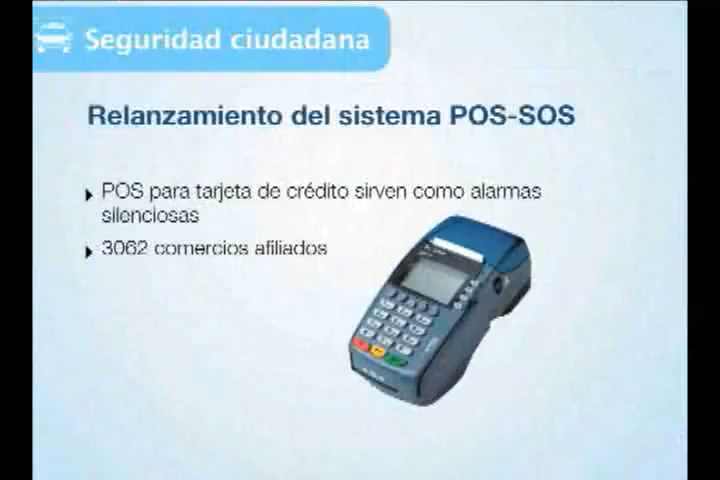 Seguridad ciudadana
Relanzamiento del sistema POS-SOS
POS para tarjeta de crédito sirven como alarmas
silenciosas
3062 comercios afiliados